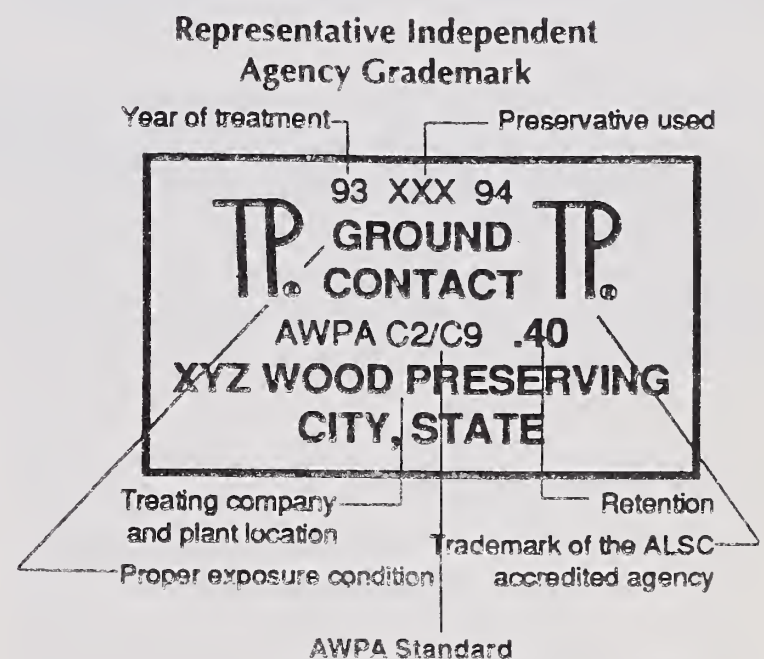 Representative Independent
Agency Grademark
Year of treatment
Preservative used
93 XXX 94
TP® GROUND CONTACT TP®
AWPA C2/C9 .40
XYZ WOOD PRESERVING
CITY, STATE
Treating company
and plant location
Retention
Trademark of the ALSC
accredited agency
Proper exposure condition
AWPA Standard